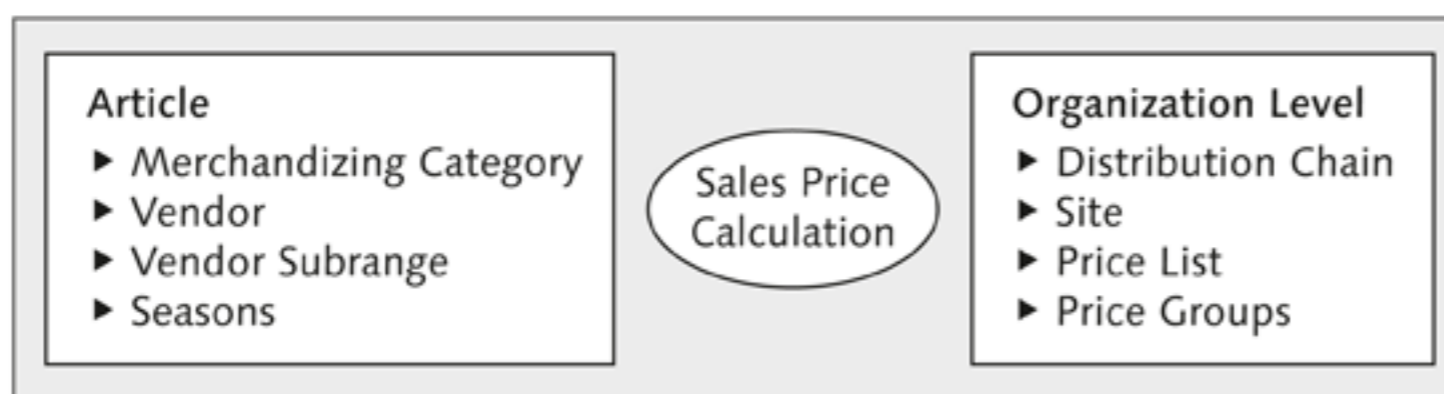 Article
▶ Merchandizing Category
▶ Vendor
▶ Vendor Subrange
▶ Seasons
Sales Price
Calculation
Organization Level
▶ Distribution Chain
▶ Site
▶ Price List
▶ Price Groups